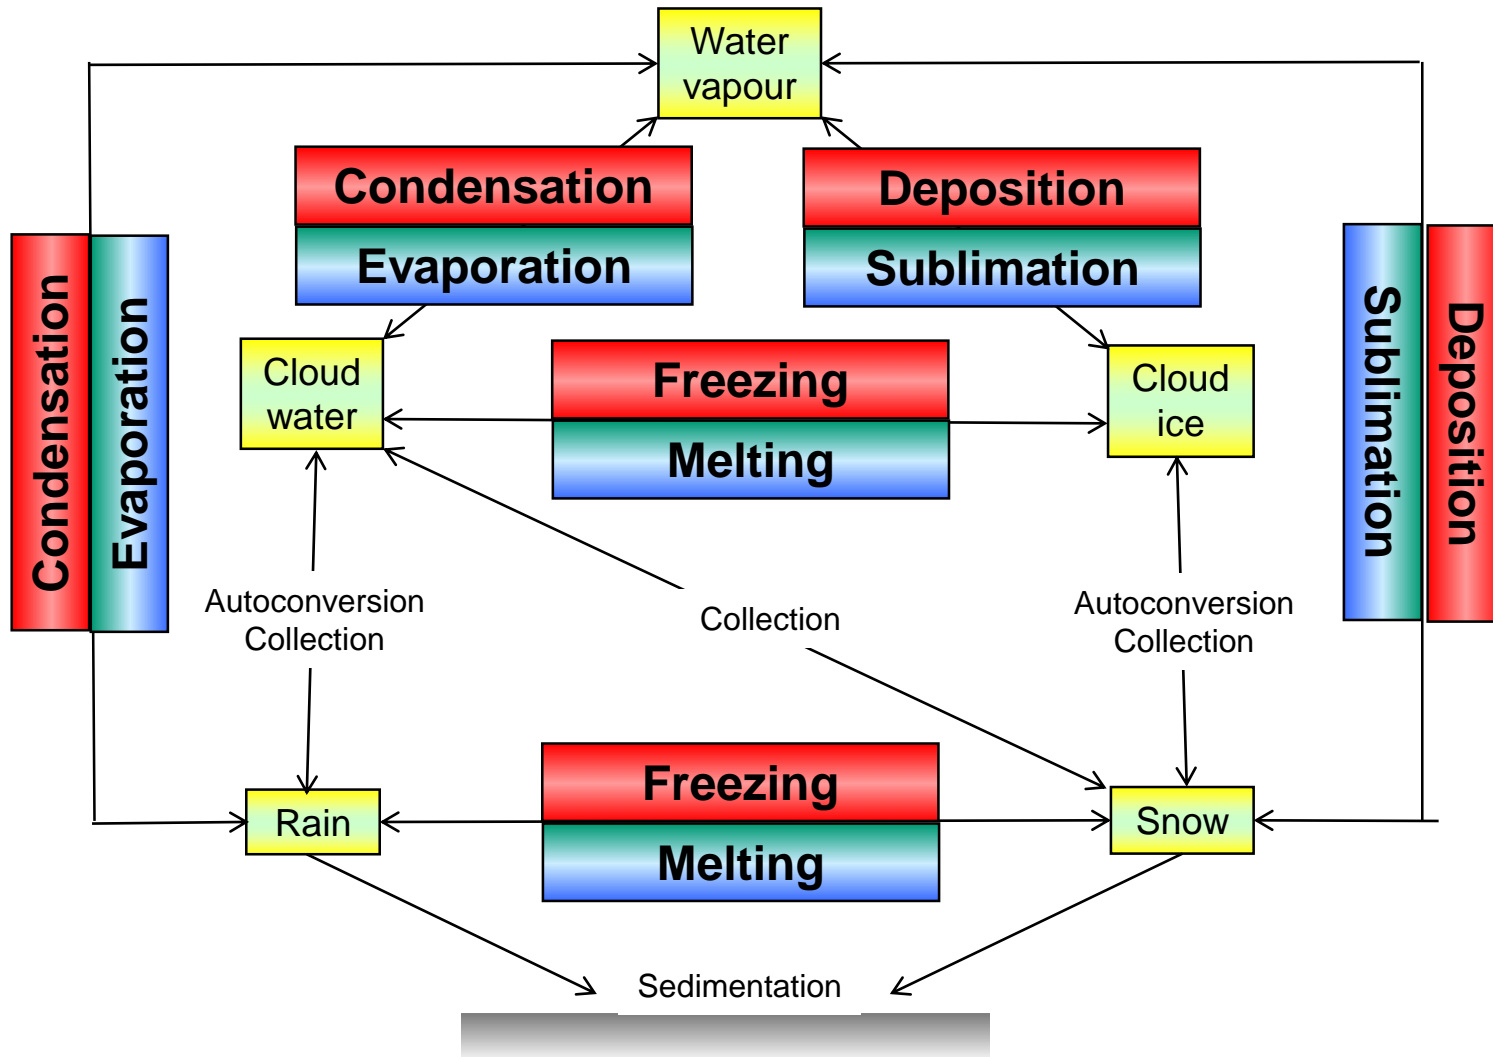 Water
vapour
Condensation
Evaporation
Deposition
Sublimation
Condensation
Evaporation
Sublimation
Deposition
Cloud
water
Freezing
Melting
Cloud
ice
Autoconversion
Collection
Collection
Autoconversion
Collection
Rain
Freezing
Melting
Snow
Sedimentation